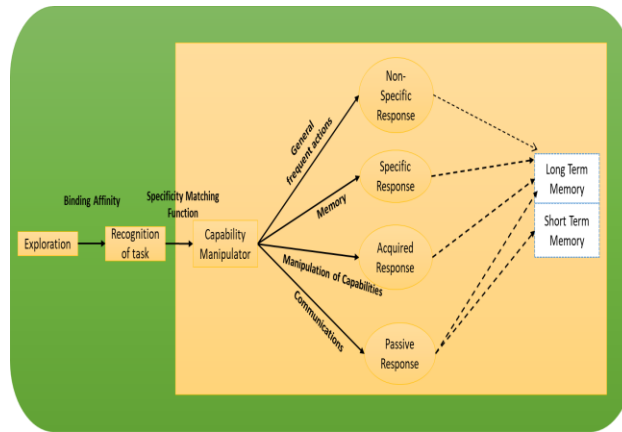 Exploration
Binding Affinity
Recognition
of task
Specificity Matching
Function
Capability
Manipulator
General
frequent actions
Memory
Manipulation of Capabilities
Communications
Non-
Specific
Response
Specific
Response
Acquired
Response
Passive
Response
Long Term
Memory
Short Term
Memory